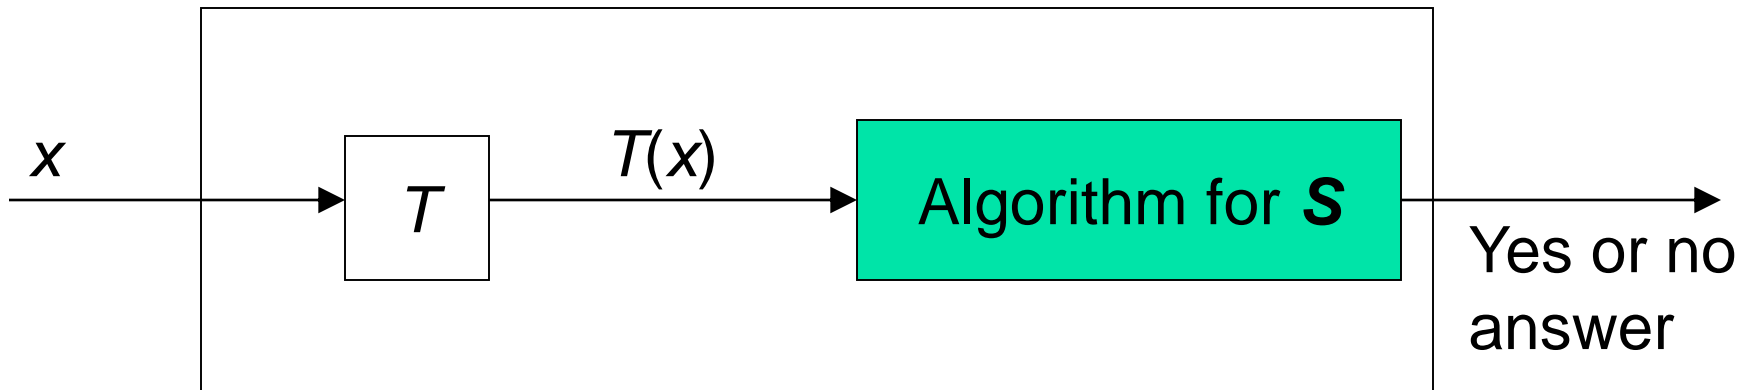 x
T
T(x)
Algorithm for S
Yes or no
answer